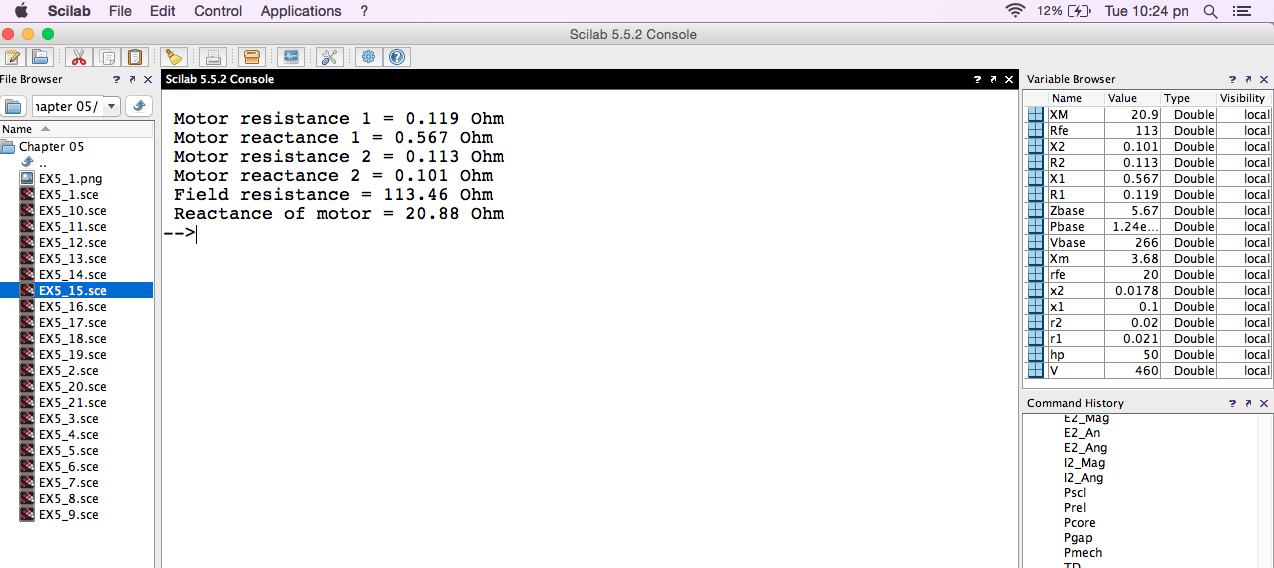 Scilab File Edit Control Applications ? 12% Tue 10:24 pn
Scilab 5.5.2 Console
File Browser ? Scilab 5.5.2 Console ? Variable Browser ?
hapter 05/
Name
Chapter 05
..
EX5_1.png
EX5_1.sce
EX5_10.sce
EX5_11.sce
EX5_12.sce
EX5_13.sce
EX5_14.sce
EX5_15.sce
EX5_16.sce
EX5_17.sce
EX5_18.sce
EX5_19.sce
EX5_2.sce
EX5_20.sce
EX5_21.sce
EX5_3.sce
EX5_4.sce
EX5_5.sce
EX5_6.sce
EX5_7.sce
EX5_8.sce
EX5_9.sce
Motor resistance 1 = 0.119 Ohm
Motor reactance 1 = 0.567 Ohm
Motor resistance 2 = 0.113 Ohm
Motor reactance 2 = 0.101 Ohm
Field resistance = 113.46 Ohm
Reactance of motor = 20.88 Ohm
-->
Name Value Type Visibility
XM 20.9 Double local
Rfe 113 Double local
X2 0.101 Double local
R2 0.113 Double local
X1 0.567 Double local
R1 0.119 Double local
Zbase 5.67 Double local
Pbase 1.24e... Double local
Vbase 266 Double local
Xm 3.68 Double local
rfe 20 Double local
x2 0.0178 Double local
x1 0.1 Double local
r2 0.02 Double local
r1 0.021 Double local
hp 50 Double local
V 460 Double local
Command History ?
E2_Mag
E2_An
E2_Ang
I2_Mag
I2_Ang
Pscl
Prel
Pcore
Pgap
Pmech
TD